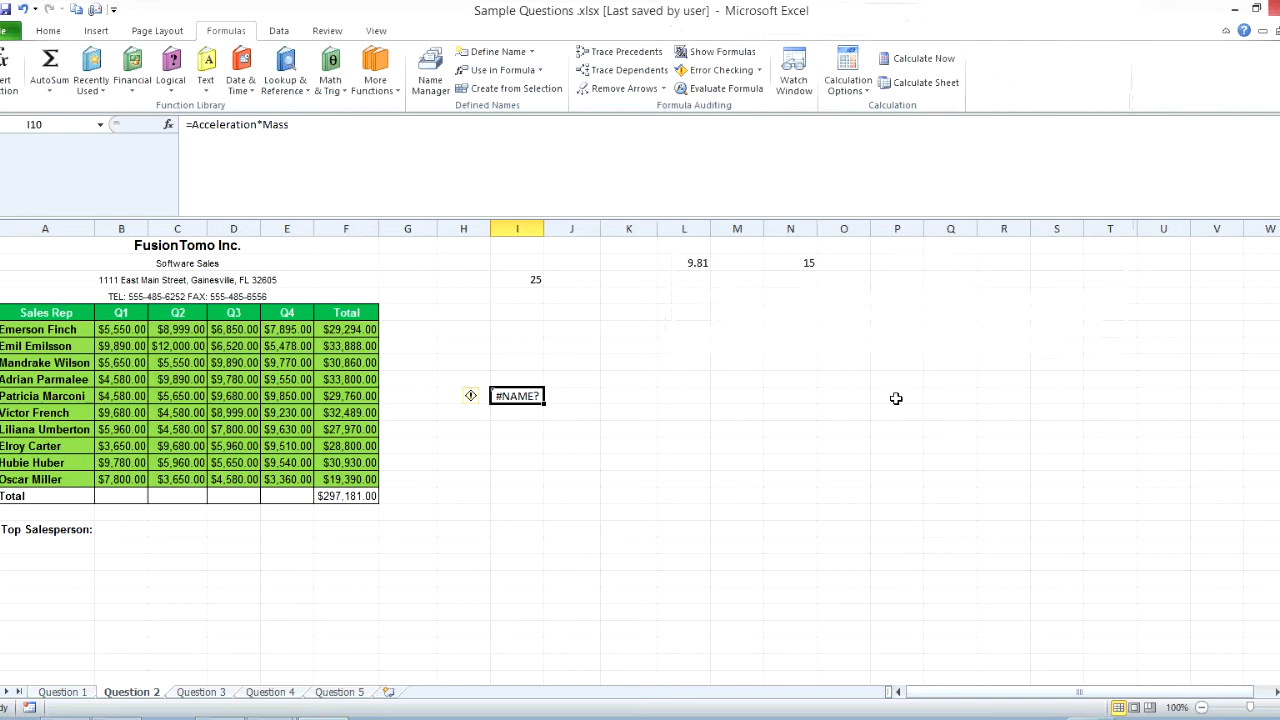 Sample Questions .xlsx [Last saved by user] - Microsoft Excel
Home Insert Page Layout Formulas Data Review View
AutoSum Recently Used Financial Logical Text Date & Time Lookup & Reference Math & Trig More Functions
Function Library
Name Manager
Define Name
Use in Formula
Create from Selection
Defined Names
Trace Precedents Show Formulas
Trace Dependents Error Checking
Remove Arrows Evaluate Formula
Formula Auditing
Watch Window
Calculation Options
Calculate Now
Calculate Sheet
Calculation
I10 fx =Acceleration*Mass
A B C D E F G H I J K L M N O P Q R S T U V W
FusionTomo Inc.
Software Sales 9.81 15
1111 East Main Street, Gainesville, FL 32605 25
TEL: 555-485-6252 FAX: 555-485-6556
Sales Rep Q1 Q2 Q3 Q4 Total
Emerson Finch $5,550.00 $8,999.00 $6,850.00 $7,895.00 $29,294.00
Emil Emilsson $9,890.00 $12,000.00 $6,520.00 $5,478.00 $33,888.00
Mandrake Wilson $5,650.00 $5,550.00 $9,890.00 $9,770.00 $30,860.00
Adrian Parmalee $4,580.00 $9,890.00 $9,780.00 $9,550.00 $33,800.00
Patricia Marconi $4,580.00 $5,650.00 $9,680.00 $9,850.00 $29,760.00 #NAME?
Victor French $9,680.00 $4,580.00 $8,999.00 $9,230.00 $32,489.00
Liliana Umberton $5,960.00 $4,580.00 $7,800.00 $9,630.00 $27,970.00
Elroy Carter $3,650.00 $9,680.00 $5,960.00 $9,510.00 $28,800.00
Hubie Huber $9,780.00 $5,960.00 $5,650.00 $9,540.00 $30,930.00
Oscar Miller $7,800.00 $3,650.00 $4,580.00 $3,360.00 $19,390.00
Total $297,181.00
Top Salesperson:
Question 1 Question 2 Question 3 Question 4 Question 5
100%